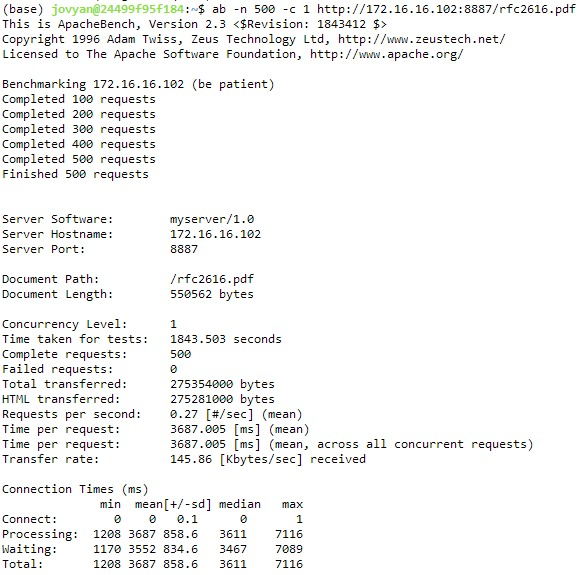 (base) jovyan@24499f95f184:~$ ab -n 500 -c 1 http://172.16.16.102:8887/rfc2616.pdf
This is ApacheBench, Version 2.3 <$Revision: 1843412 $>
Copyright 1996 Adam Twiss, Zeus Technology Ltd, http://www.zeustech.net/
Licensed to The Apache Software Foundation, http://www.apache.org/

Benchmarking 172.16.16.102 (be patient)
Completed 100 requests
Completed 200 requests
Completed 300 requests
Completed 400 requests
Completed 500 requests
Finished 500 requests

Server Software:        myserver/1.0
Server Hostname:        172.16.16.102
Server Port:            8887

Document Path:          /rfc2616.pdf
Document Length:        550562 bytes

Concurrency Level:      1
Time taken for tests:   1843.503 seconds
Complete requests:      500
Failed requests:        0
Total transferred:      275354000 bytes
HTML transferred:       275281000 bytes
Requests per second:    0.27 [#/sec] (mean)
Time per request:       3687.005 [ms] (mean)
Time per request:       3687.005 [ms] (mean, across all concurrent requests)
Transfer rate:          145.86 [Kbytes/sec] received

Connection Times (ms)
              min  mean[+/-sd] median   max
Connect:        0    0   0.1      0       1
Processing:  1208 3687 858.6   3611    7116
Waiting:     1170 3552 834.6   3467    7089
Total:       1208 3687 858.6   3611    7116